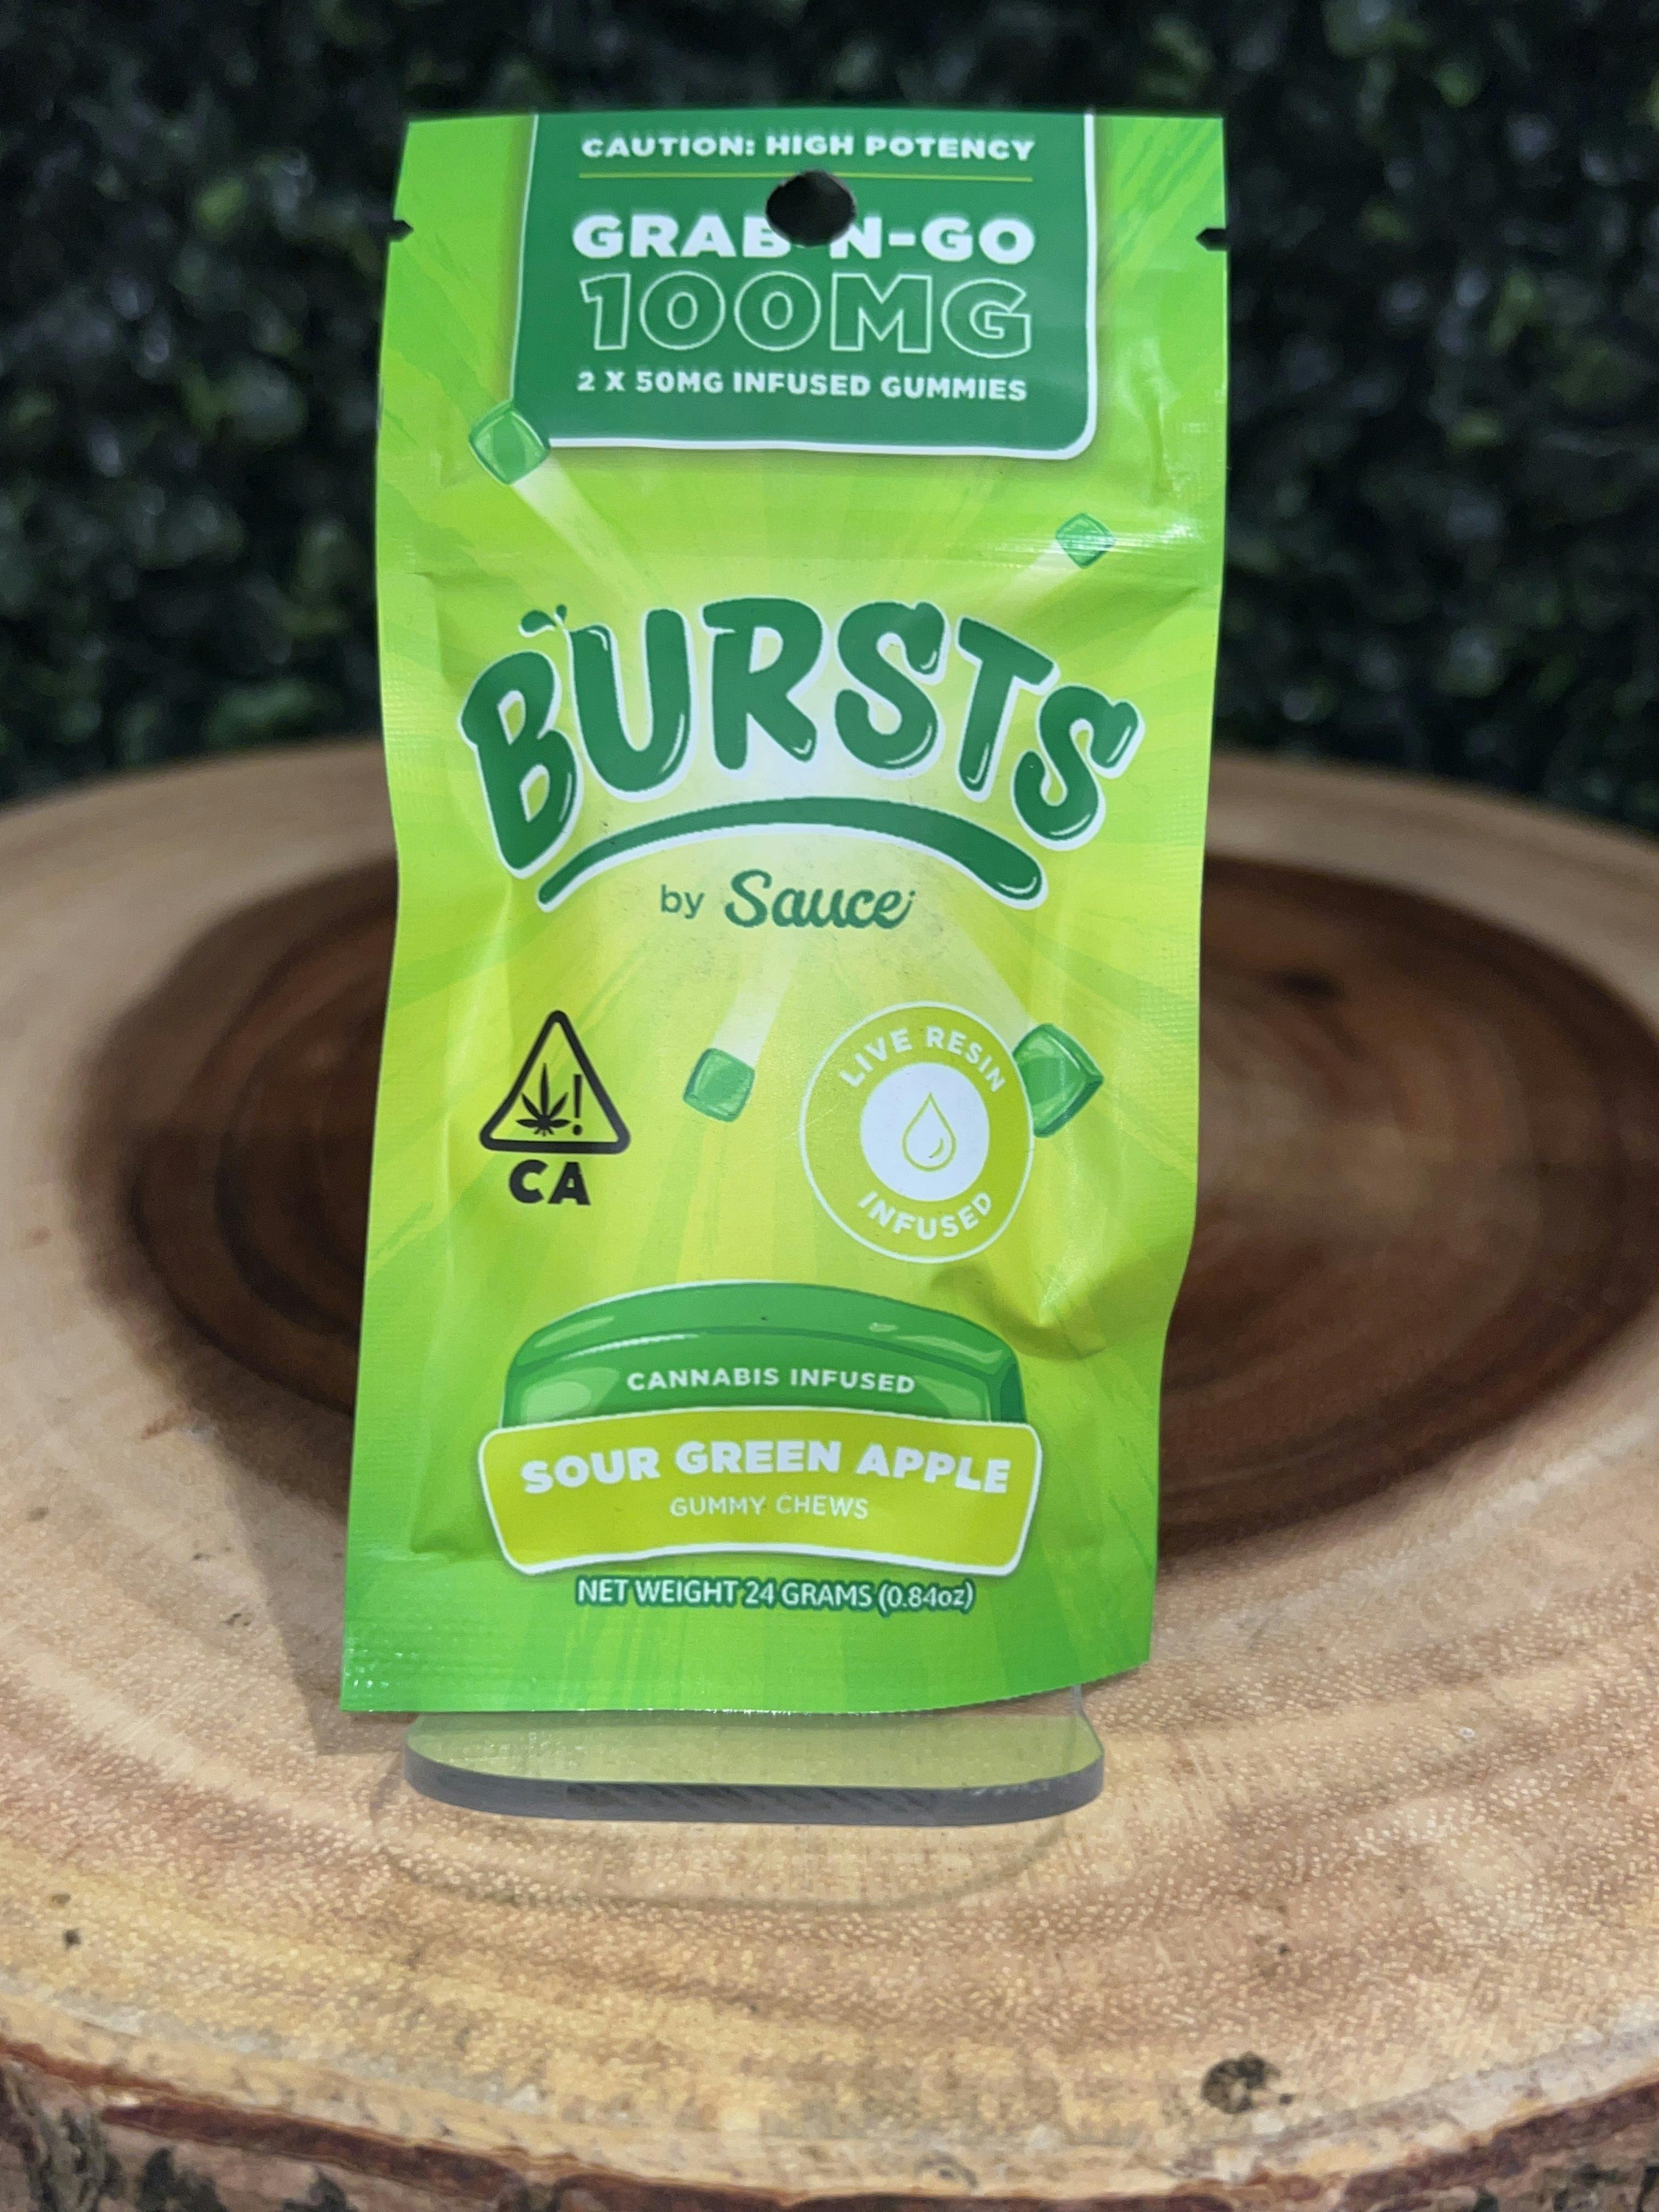 CAUTION: HIGH POTENCY
GRAB-N-GO
100MG
2 X 50MG INFUSED GUMMIES
BURSTS
by Sauce
LIVE RESIN
INFUSED
CA
CANNABIS INFUSED
SOUR GREEN APPLE
GUMMY CHEWS
NET WEIGHT 24 GRAMS (0.84oz)